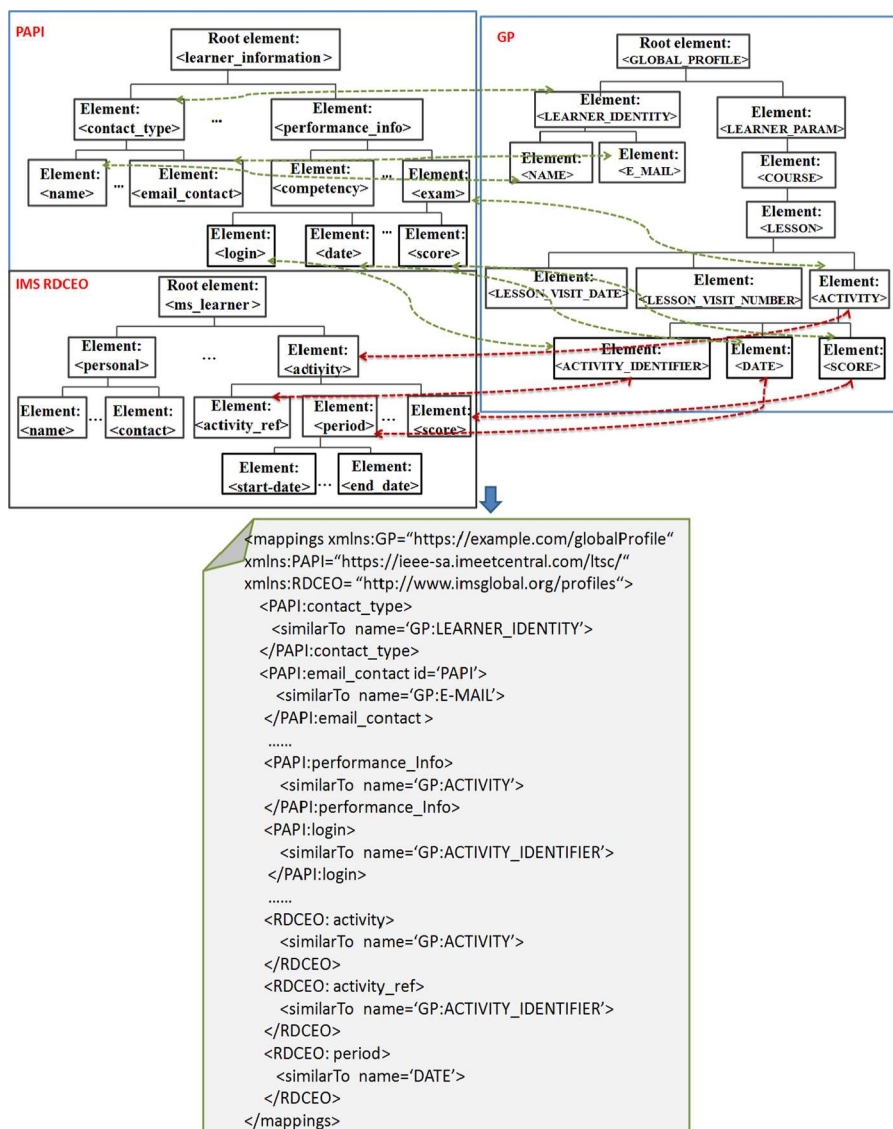 PAPI
Root element:
<learner_information >
Element:
<contact_type>
...
Element:
<performance_info>
Element:
<name>
...
Element:
<email_contact>
Element:
<competency>
...
Element:
<exam>
Element:
<login>
Element:
<date>
...
Element:
<score>
GP
Root element:
<GLOBAL_PROFILE>
Element:
<LEARNER_IDENTITY>
Element:
<LEARNER_PARAM>
Element:
<NAME>
Element:
<E_MAIL>
Element:
<COURSE>
Element:
<LESSON>
Element:
<LESSON_VISIT_DATE>
Element:
<LESSON_VISIT_NUMBER>
Element:
<ACTIVITY>
Element:
<ACTIVITY_IDENTIFIER>
Element:
<DATE>
Element:
<SCORE>
IMS RDCEO
Root element:
<ms_learner >
Element:
<personal>
...
Element:
<activity>
Element:
<name>
...
Element:
<contact>
Element:
<activity_ref>
Element:
<period>
...
Element:
<score>
Element:
<start-date>
...
Element:
<end_date>
<mappings xmlns:GP=“https://example.com/globalProfile“
xmlns:PAPI=“https://ieee-sa.imeetcentral.com/ltsc/“
xmlns:RDCEO= “http://www.imsglobal.org/profiles“>
<PAPI:contact_type>
<similarTo name=‘GP:LEARNER_IDENTITY’>
</PAPI:contact_type>
<PAPI:email_contact id=‘PAPI’>
<similarTo name=‘GP:E-MAIL’>
</PAPI:email_contact >
......
<PAPI:performance_Info>
<similarTo name=‘GP:ACTIVITY’>
</PAPI:performance_Info>
<PAPI:login>
<similarTo name=‘GP:ACTIVITY_IDENTIFIER’>
</PAPI:login>
......
<RDCEO: activity>
<similarTo name=‘GP:ACTIVITY’>
</RDCEO>
<RDCEO: activity_ref>
<similarTo name=‘GP:ACTIVITY_IDENTIFIER’>
</RDCEO>
<RDCEO: period>
<similarTo name=‘DATE’>
</RDCEO>
</mappings>